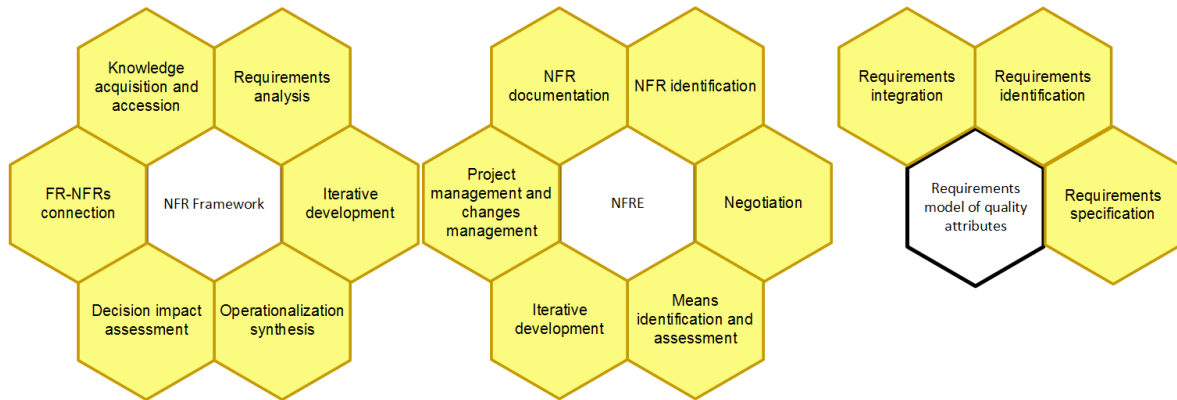 Knowledge
acquisition and
accession
Requirements
analysis
FR-NFRs
connection
NFR Framework
Iterative
development
Decision impact
assessment
Operationalization
synthesis
NFR
documentation
NFR identification
Project
management and
changes
management
NFRE
Negotiation
Iterative
development
Means
identification and
assessment
Requirements
integration
Requirements
identification
Requirements
model of quality
attributes
Requirements
specification